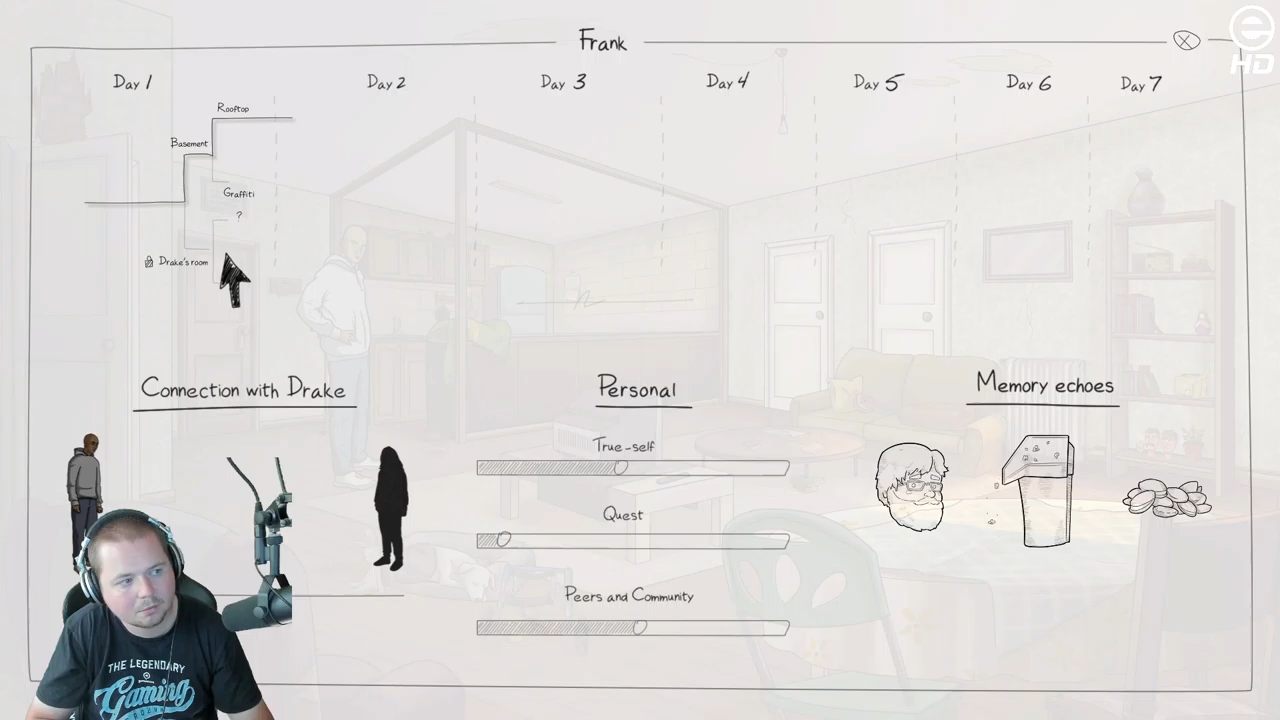 Frank
e
HD
Day 1
Day 2
Day 3
Day 4
Day 5
Day 6
Day 7
Rooftop
Basement
Graffiti
?
Drake's room
Connection with Drake
Personal
Memory echoes
True-self
Quest
Peers and Community
THE LEGENDARY
Gaming